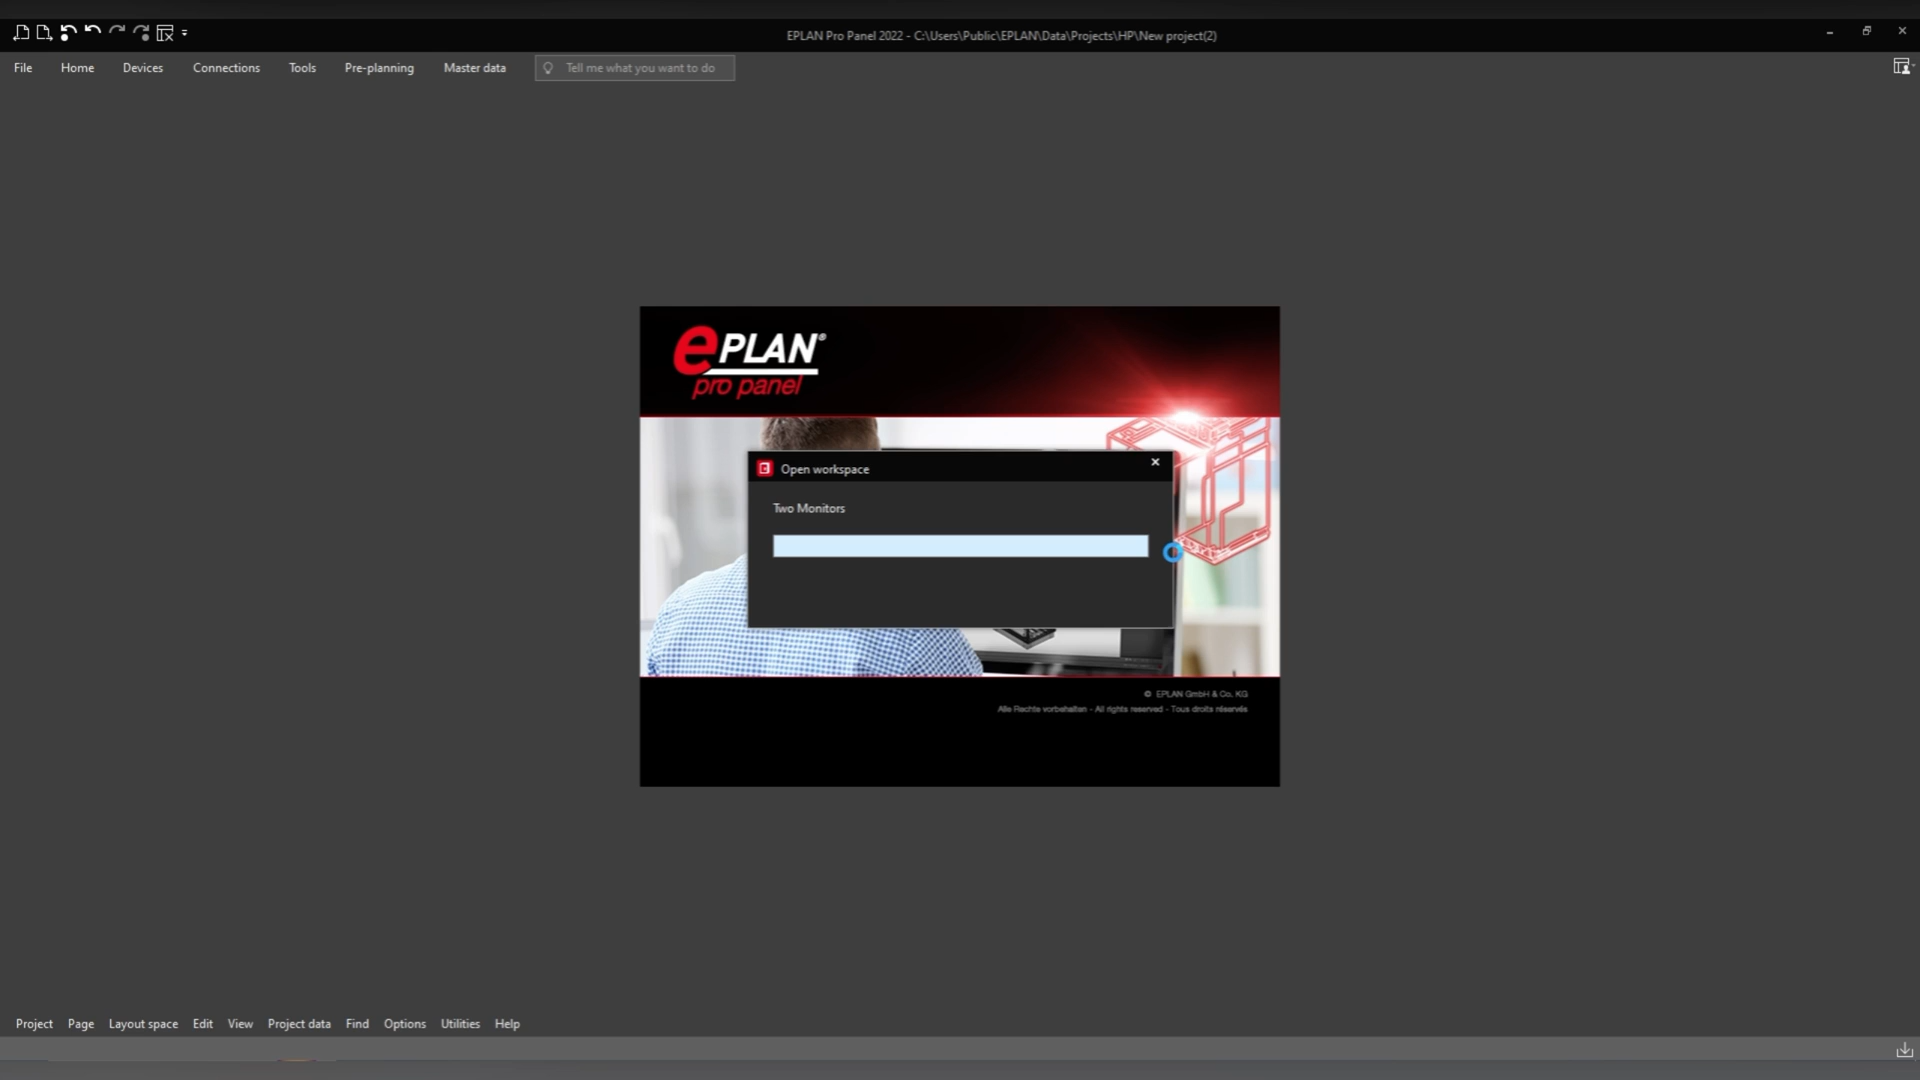 EPLAN Pro Panel 2022 - C:\Users\Public\EPLAN\Data\Projects\HP\New project(2)
File Home Devices Connections Tools Pre-planning Master data Tell me what you want to do
ePLAN®
pro panel
Open workspace
Two Monitors
© EPLAN GmbH & Co. KG
Alle Rechte vorbehalten - All rights reserved - Tous droits réservés
Project Page Layout space Edit View Project data Find Options Utilities Help